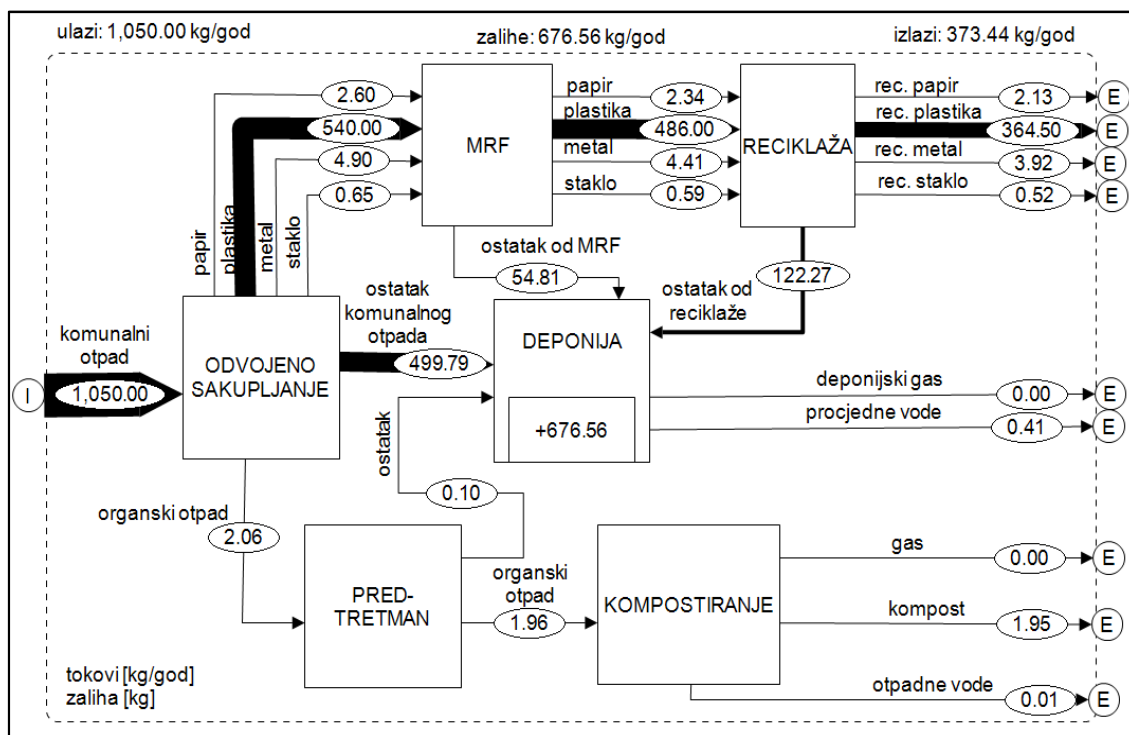 ulazi: 1,050.00 kg/god
zalihe: 676.56 kg/god
izlazi: 373.44 kg/god
2.60
540.00
4.90
0.65
papir
plastika
metal
staklo
MRF
papir
2.34
plastika
486.00
metal
4.41
staklo
0.59
RECIKLAŽA
rec. papir
2.13
E
rec. plastika
364.50
E
rec. metal
3.92
E
rec. staklo
0.52
E
ostatak od MRF
54.81
122.27
ostatak od
reciklaže
komunalni
otpad
I
1,050.00
ODVOJENO
SAKUPLJANJE
ostatak
komunalnog
otpada
499.79
DEPONIJA
+676.56
deponijski gas
0.00
E
procjedne vode
0.41
E
ostatak
0.10
organski otpad
2.06
PRED-
TRETMAN
organski
otpad
1.96
KOMPOSTIRANJE
gas
0.00
E
kompost
1.95
E
otpadne vode
0.01
E
tokovi [kg/god]
zaliha [kg]